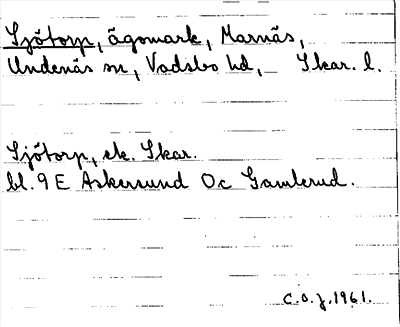 Sjötorp, ägomark, Marnäs,
Undenäs sn, Vadsbo hd, Skar. l.
Sjötorp, ek. Skar.
bl. 9 E Askersund Oc Gamlerud.
C.O.J. 1961.